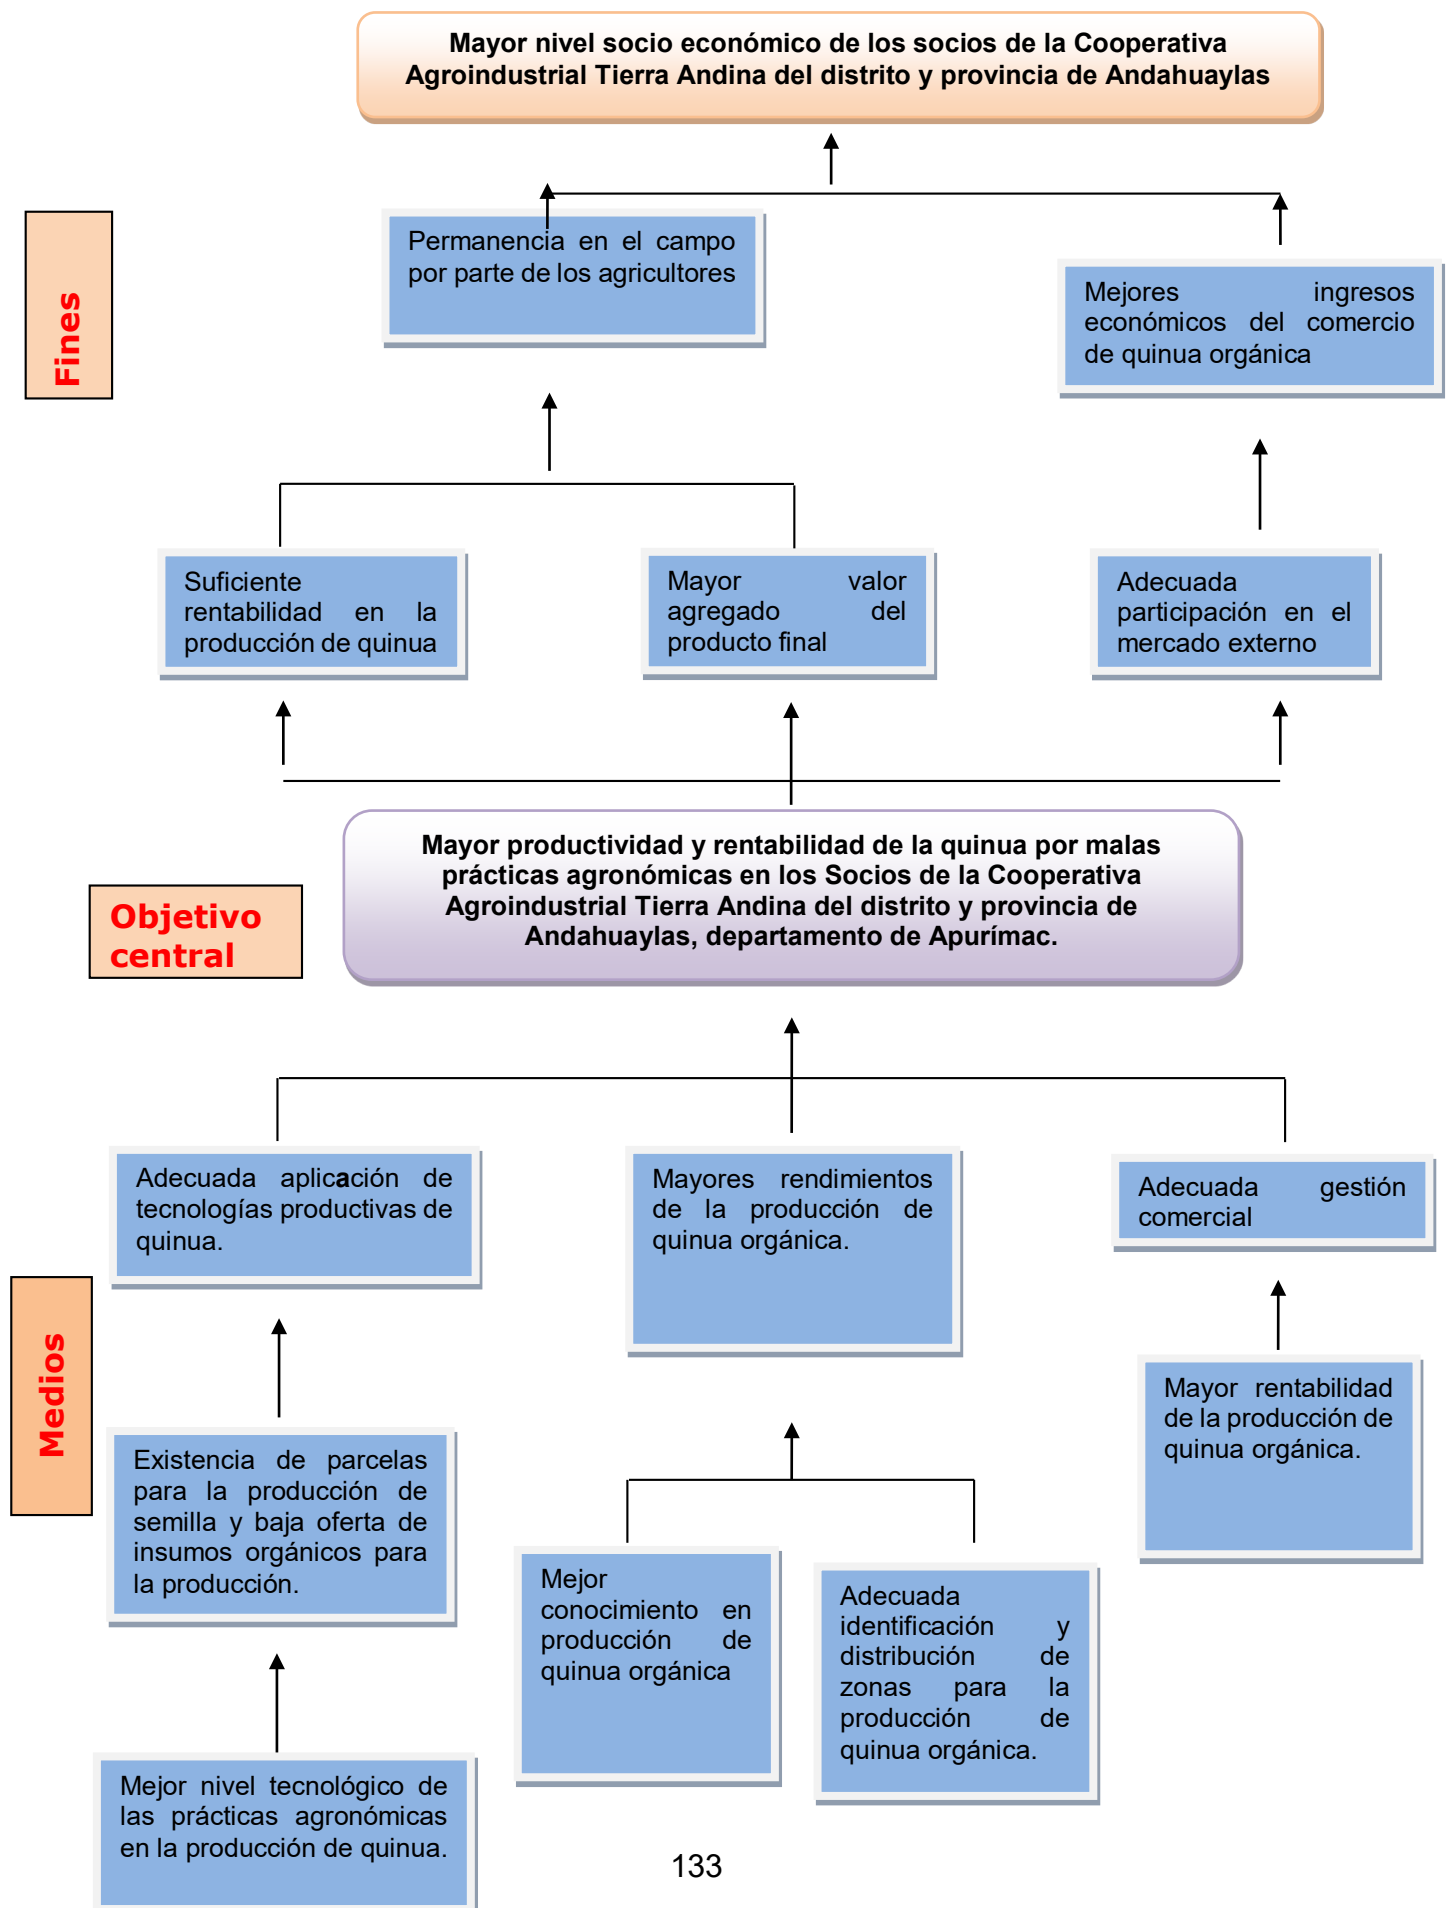 Mayor nivel socio económico de los socios de la Cooperativa
Agroindustrial Tierra Andina del distrito y provincia de Andahuaylas
Fines
Permanencia en el campo
por parte de los agricultores
Mejores ingresos
económicos del comercio
de quinua orgánica
Suficiente
rentabilidad en la
producción de quinua
Mayor valor
agregado del
producto final
Adecuada
participación en el
mercado externo
Objetivo
central
Mayor productividad y rentabilidad de la quinua por malas
prácticas agronómicas en los Socios de la Cooperativa
Agroindustrial Tierra Andina del distrito y provincia de
Andahuaylas, departamento de Apurímac.
Medios
Adecuada aplicación de
tecnologías productivas de
quinua.
Mayores rendimientos
de la producción de
quinua orgánica.
Adecuada gestión
comercial
Existencia de parcelas
para la producción de
semilla y baja oferta de
insumos orgánicos para
la producción.
Mayor rentabilidad
de la producción de
quinua orgánica.
Mejor
conocimiento en
producción de
quinua orgánica
Adecuada
identificación y
distribución de
zonas para la
producción de
quinua orgánica.
Mejor nivel tecnológico de
las prácticas agronómicas
en la producción de quinua.
133